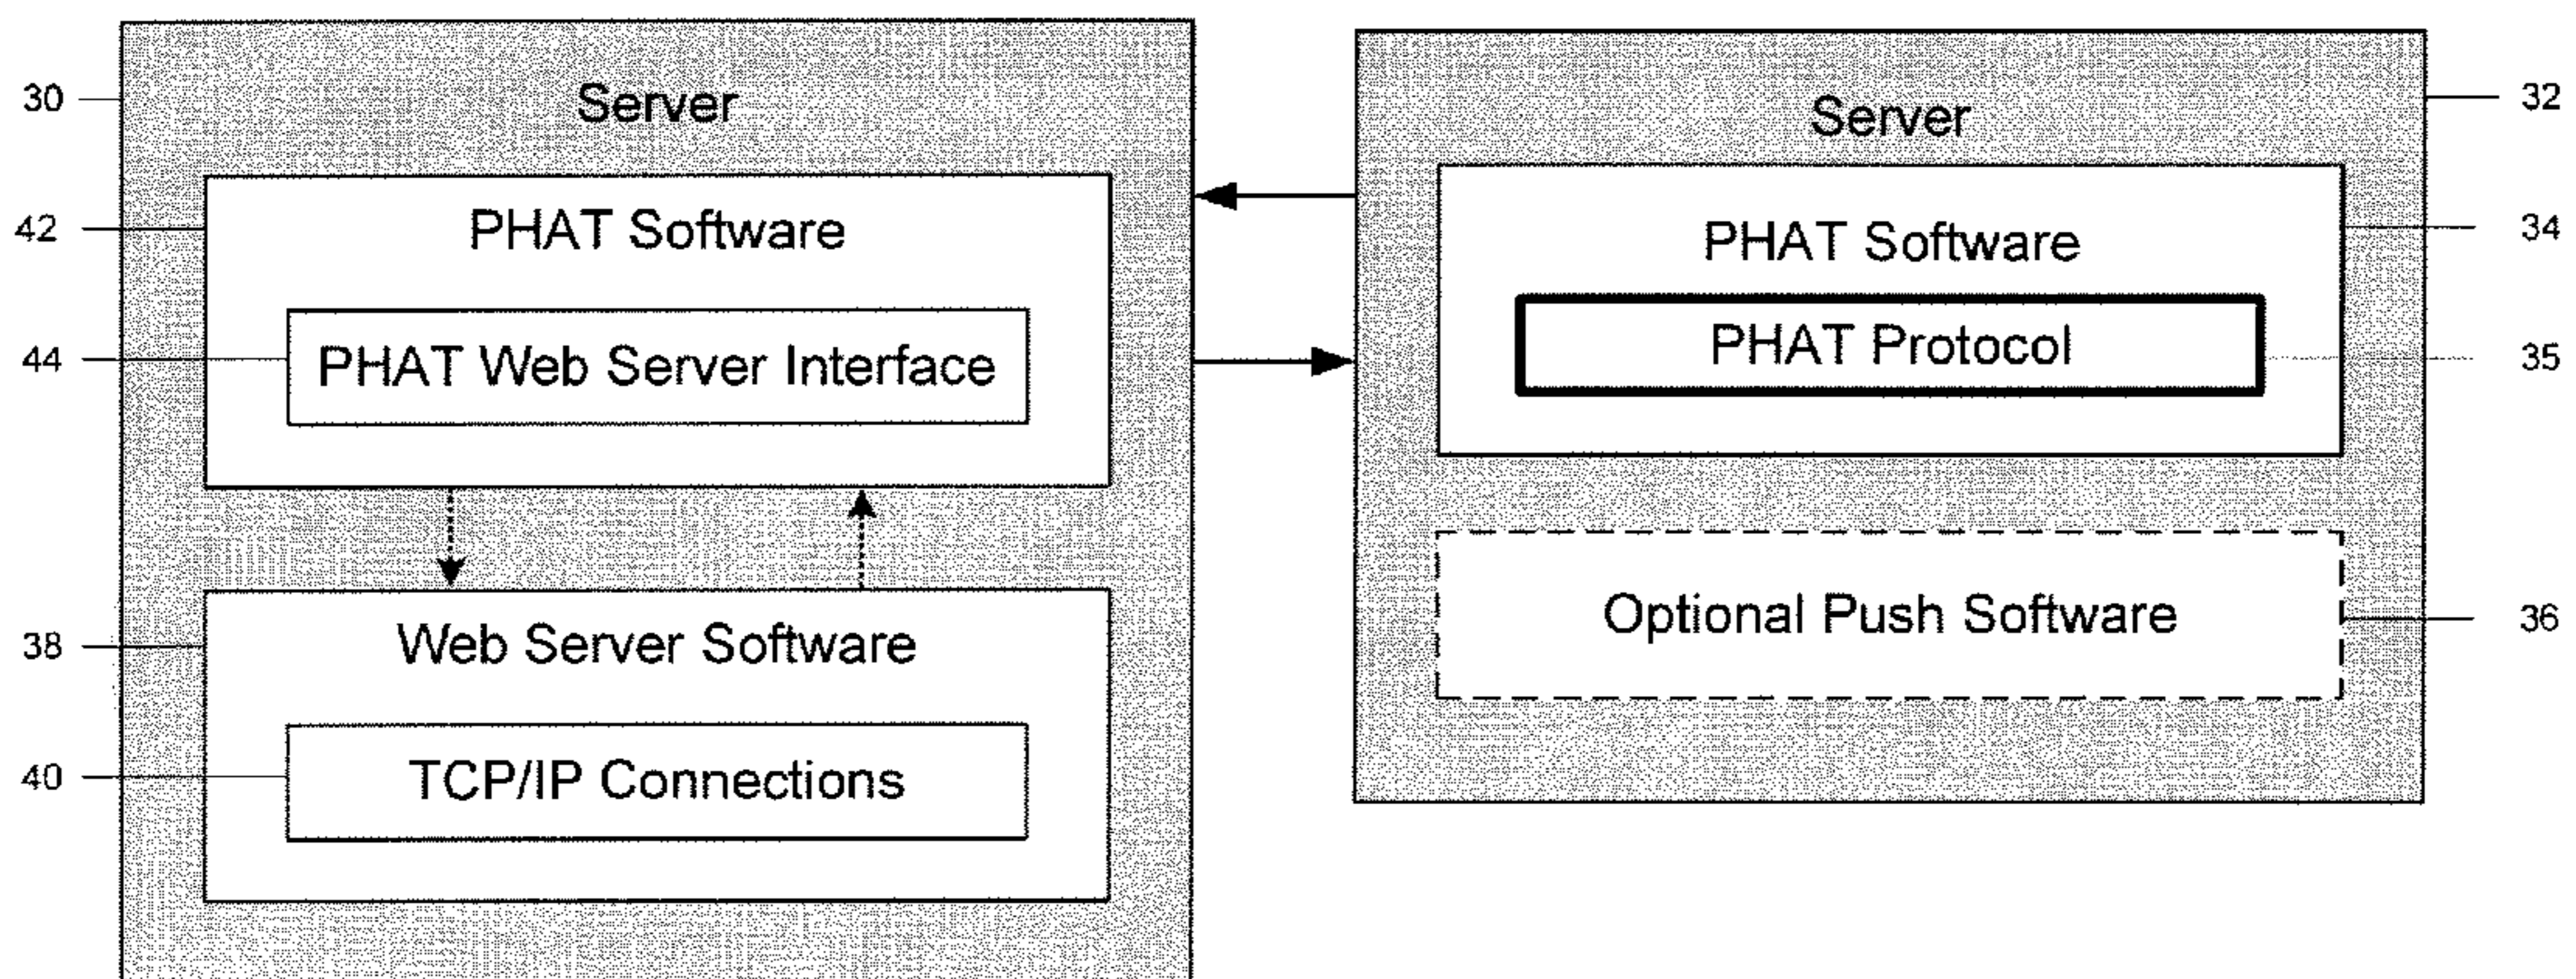 30
Server
42
PHAT Software
44
PHAT Web Server Interface
38
Web Server Software
40
TCP/IP Connections
Server
32
PHAT Software
34
PHAT Protocol
35
Optional Push Software
36